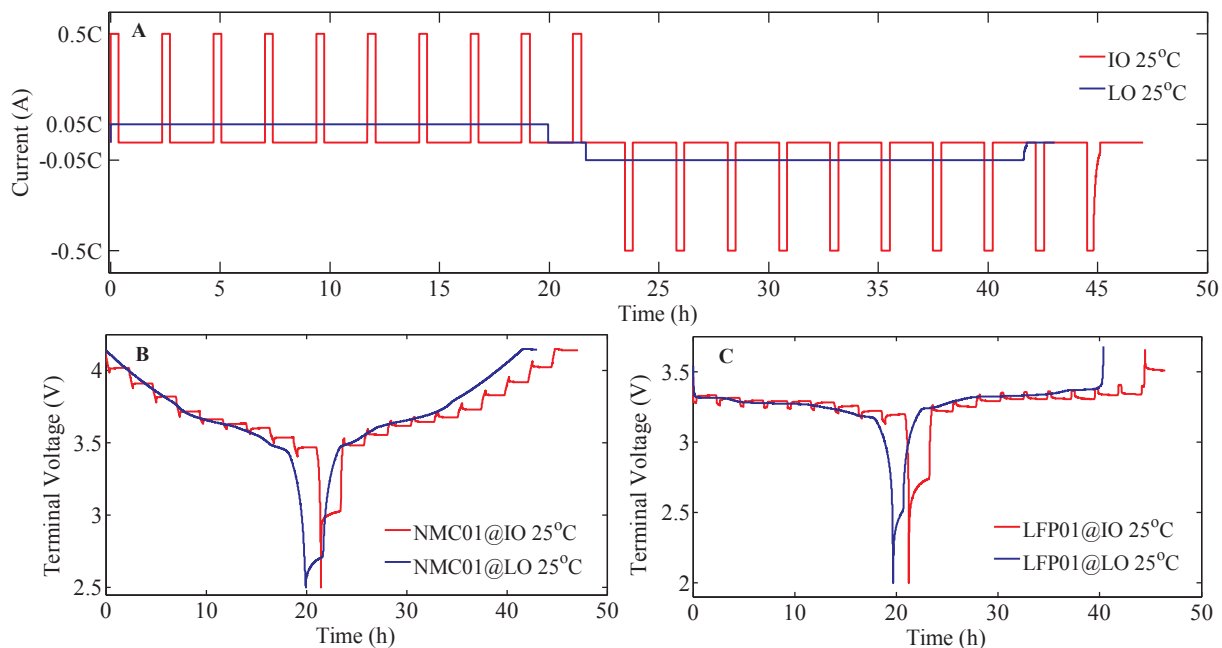 A
0.5C
0.05C
-0.05C
-0.5C
Current (A)
IO 25°C
LO 25°C
0 5 10 15 20 25 30 35 40 45 50
Time (h)
B
4
3.5
3
2.5
Terminal Voltage (V)
NMC01@IO 25°C
NMC01@LO 25°C
0 10 20 30 40 50
Time (h)
C
3.5
3
2.5
2
Terminal Voltage (V)
LFP01@IO 25°C
LFP01@LO 25°C
0 10 20 30 40 50
Time (h)